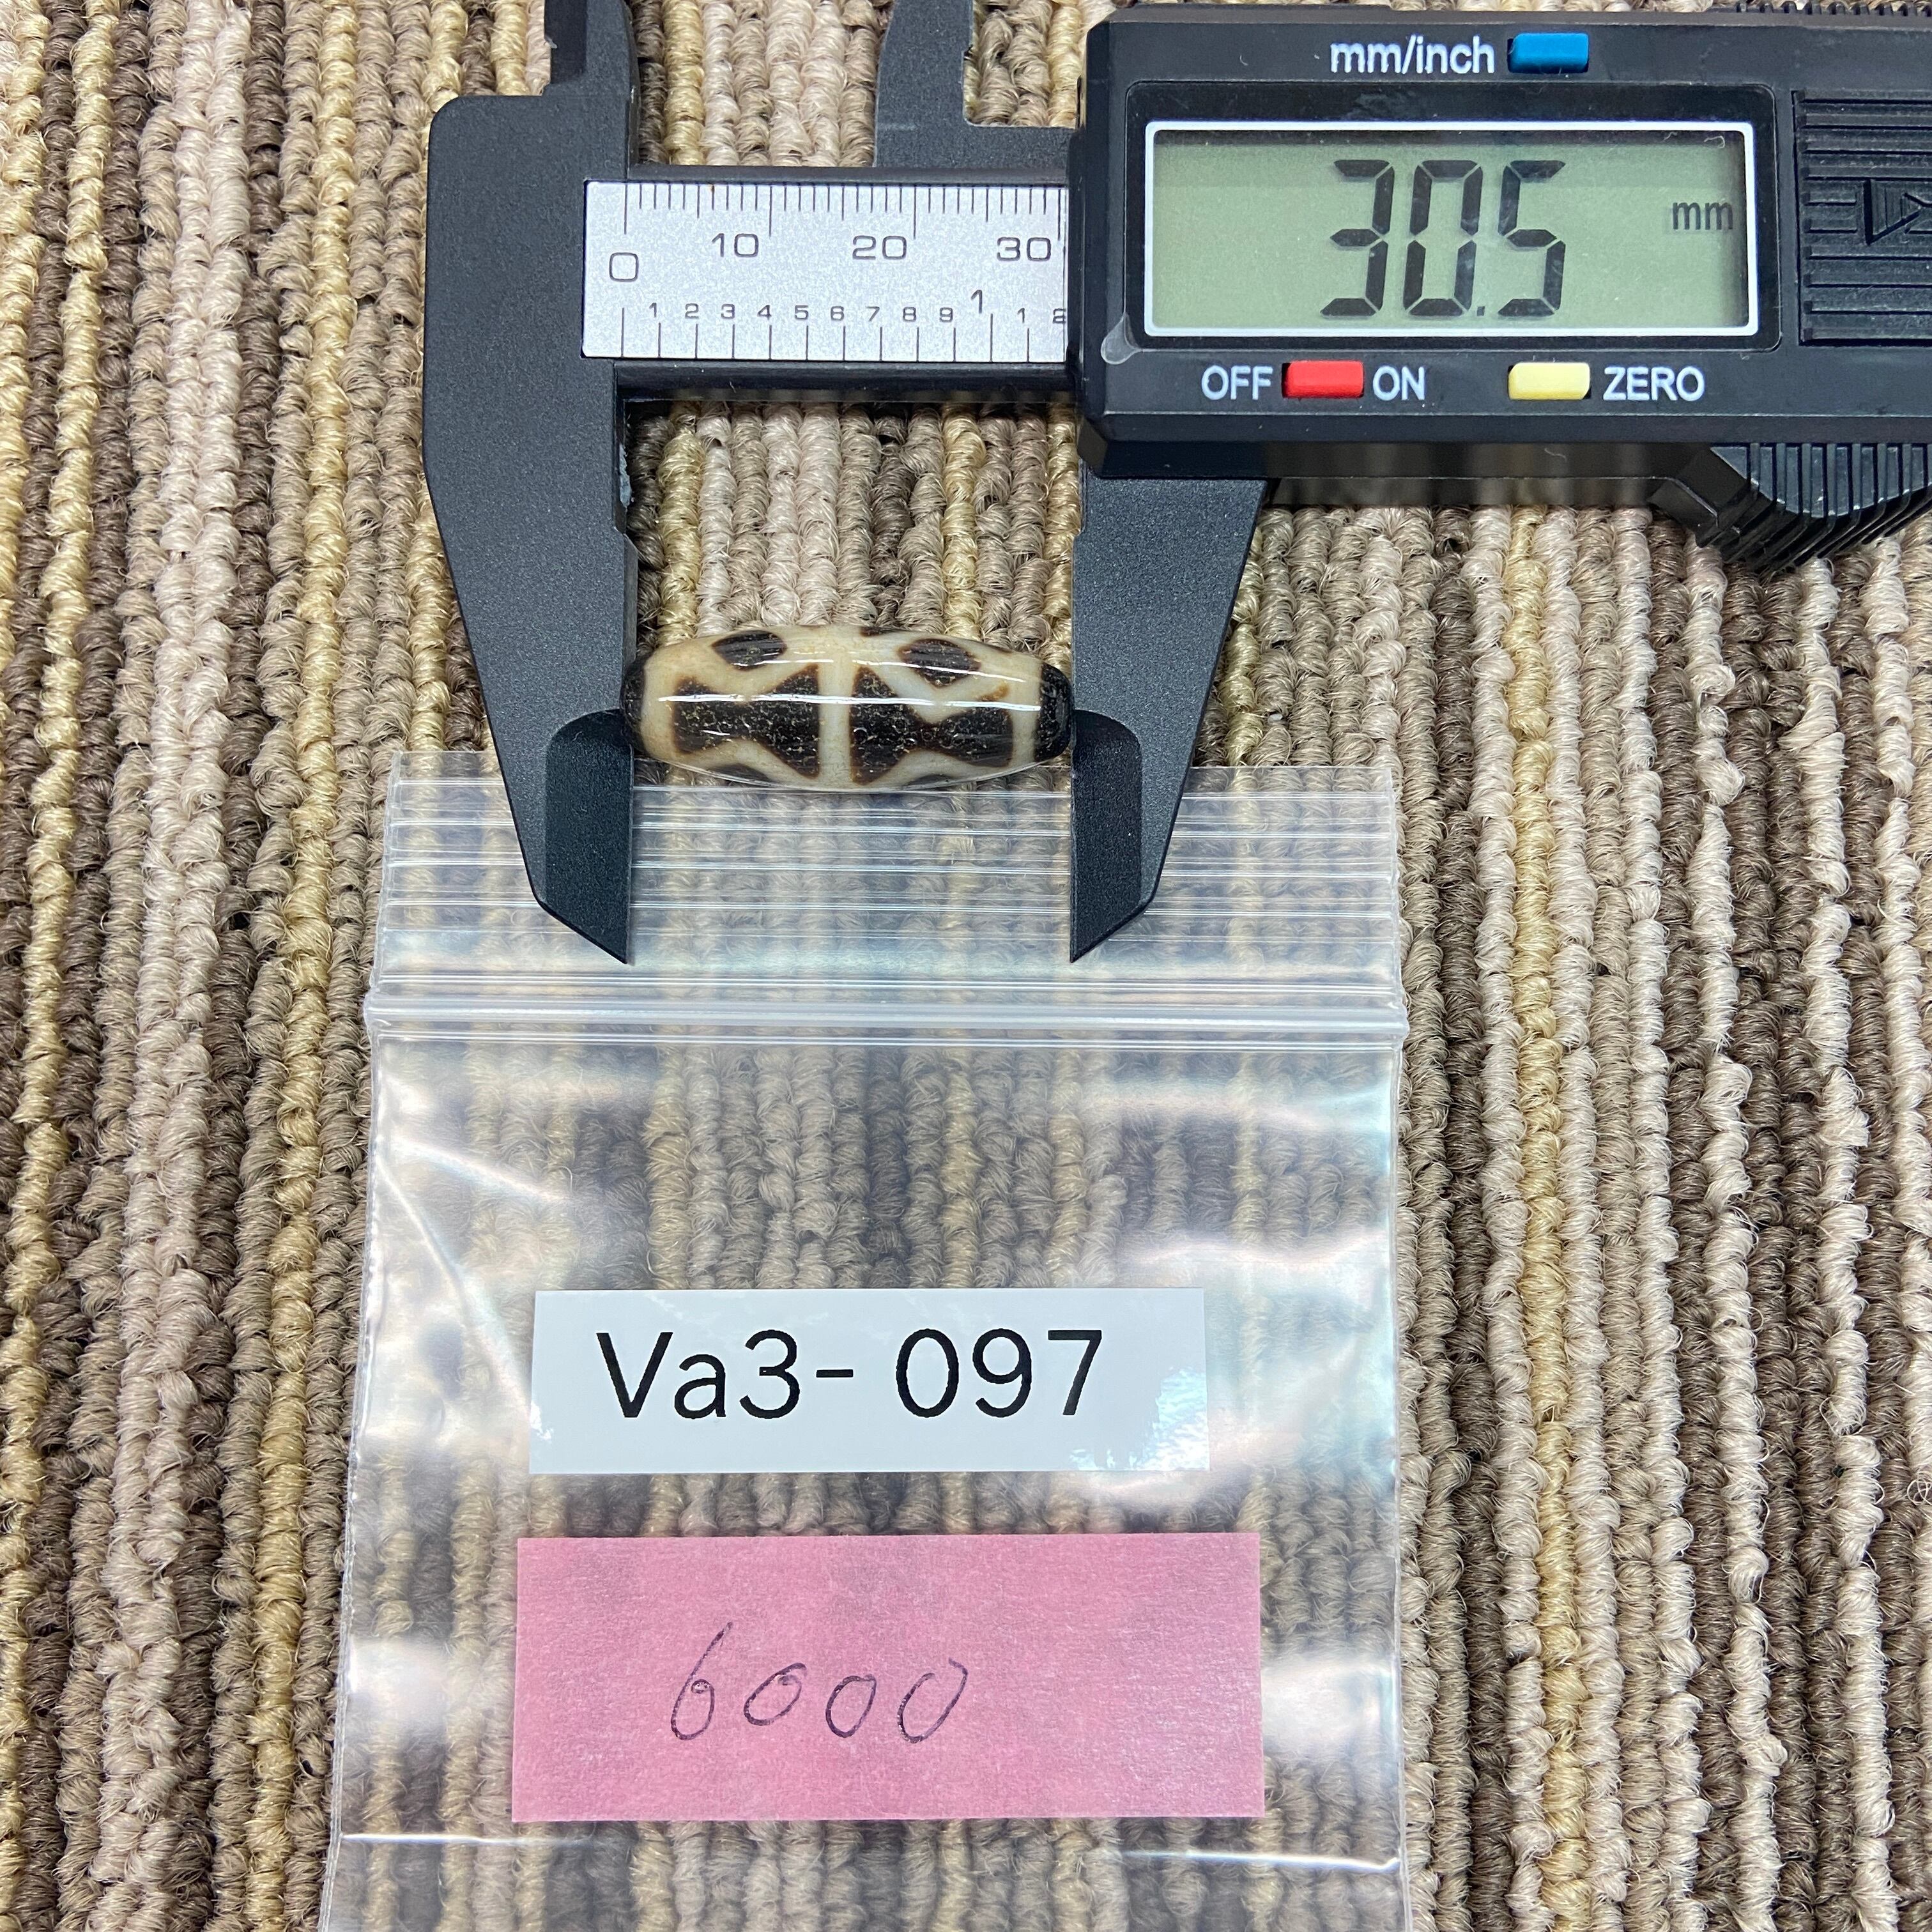 mm/inch
30.5 mm
OFF ON ZERO
0 10 20 30
1 2 3 4 5 6 7 8 9 1 1 2
Va3- 097
6000